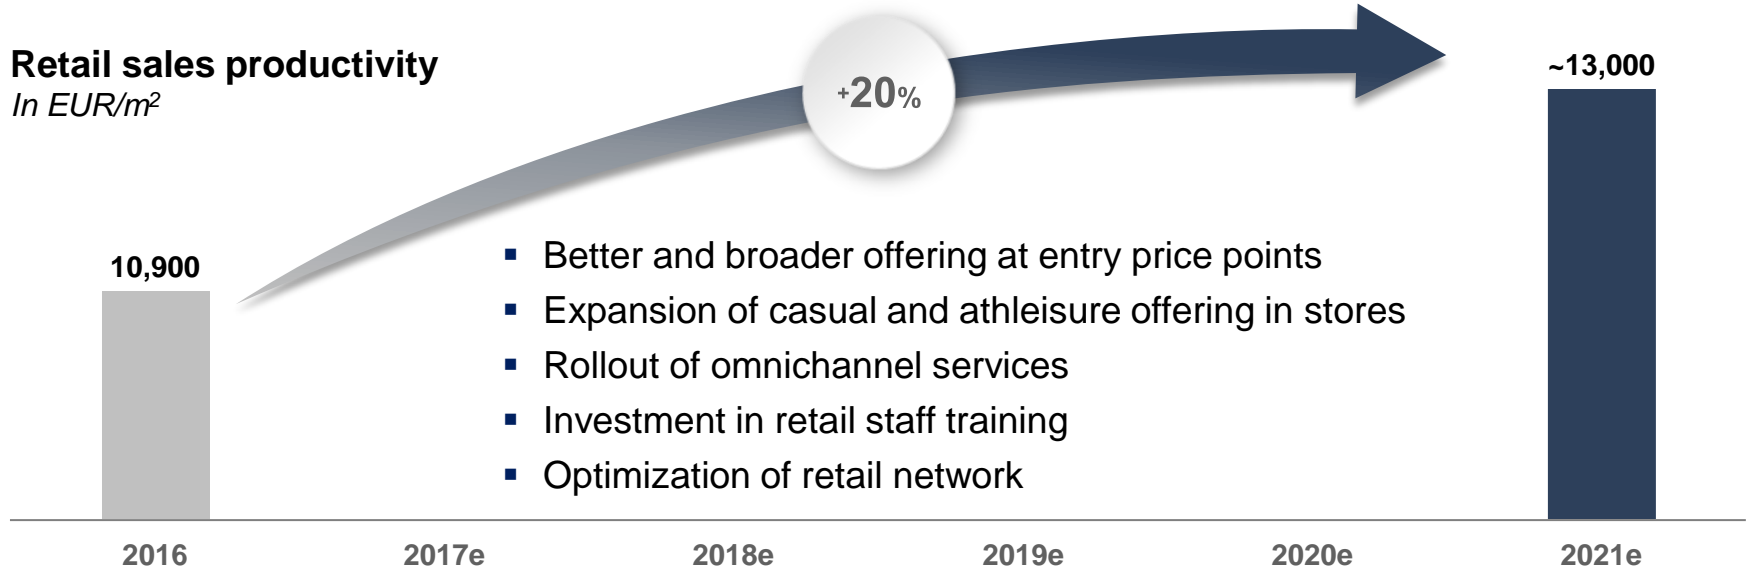 Retail sales productivity
In EUR/m²
+20%
~13,000
10,900
▪ Better and broader offering at entry price points
▪ Expansion of casual and athleisure offering in stores
▪ Rollout of omnichannel services
▪ Investment in retail staff training
▪ Optimization of retail network
2016 2017e 2018e 2019e 2020e 2021e